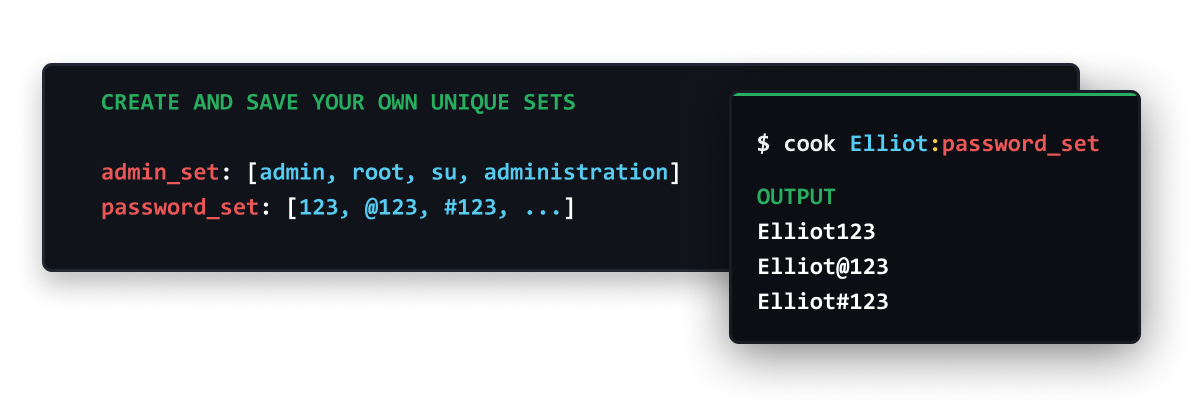 CREATE AND SAVE YOUR OWN UNIQUE SETS
admin_set: [admin, root, su, administration]
password_set: [123, @123, #123, ...]
$ cook Elliot:password_set
OUTPUT
Elliot123
Elliot@123
Elliot#123